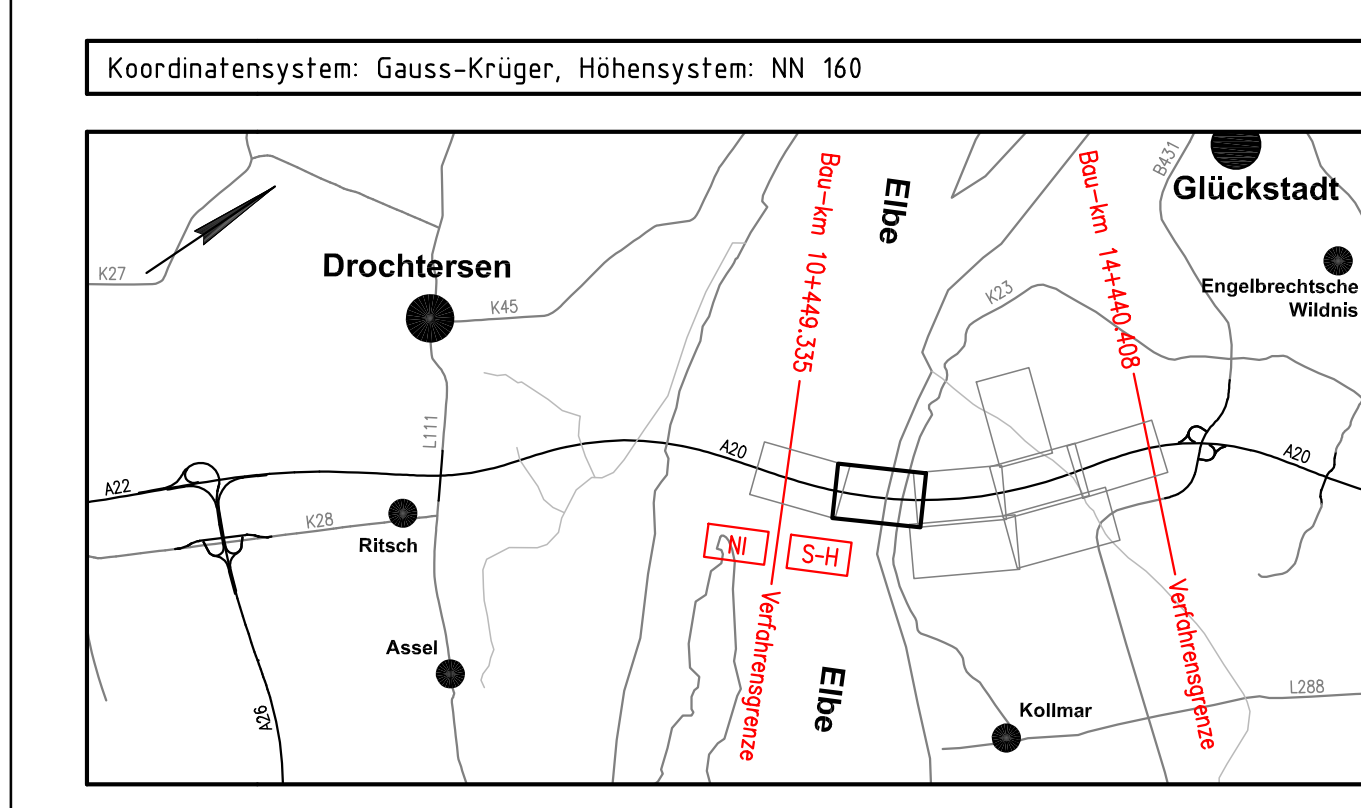 Koordinatensystem: Gauss-Krüger, Höhensystem: NN 160
Bau-km 10+449.335
Elbe
Bau-km 14+440.408
B431
Glückstadt
K27
Drochtersen
K45
K23
Engelbrechtsche
Wildnis
L111
A20
A20
A22
K28
Ritsch
NI
S-H
Verfahrensgrenze
Verfahrensgrenze
Assel
Elbe
A26
Kollmar
L288